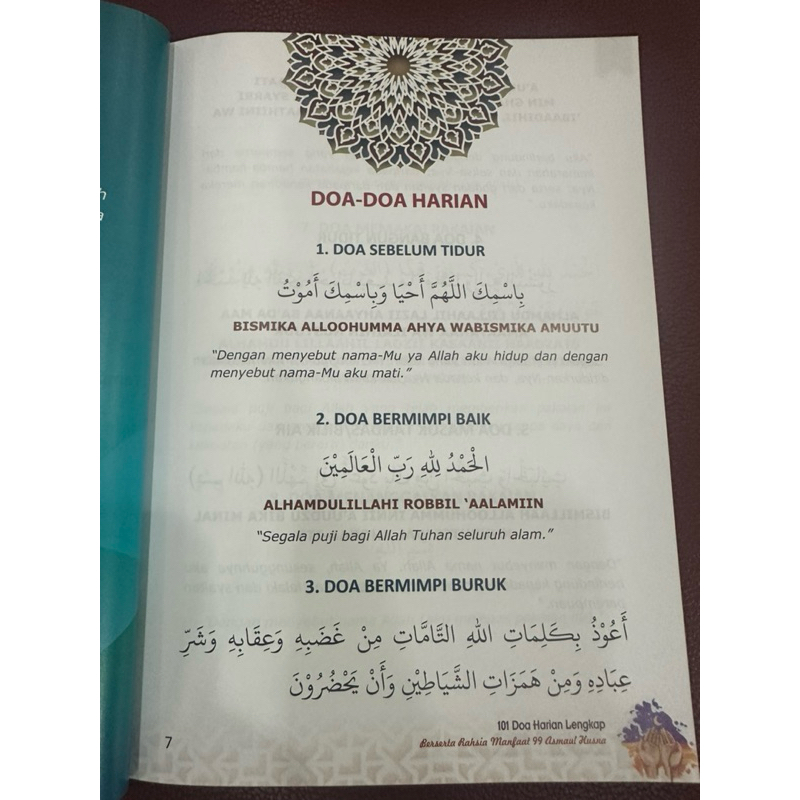 DOA-DOA HARIAN
1. DOA SEBELUM TIDUR
بِاسْمِكَ اللَّهُمَّ أَحْيَا وَبِاسْمِكَ أَمُوْتُ
BISMIKA ALLOOHUMMA AHYA WABISMIKA AMUUTU
"Dengan menyebut nama-Mu ya Allah aku hidup dan dengan
menyebut nama-Mu aku mati."
2. DOA BERMIMPI BAIK
الْحَمْدُ لِلّٰهِ رَبِّ الْعَالَمِيْنَ
ALHAMDULILLAHI ROBBIL 'AALAMIIN
"Segala puji bagi Allah Tuhan seluruh alam."
3. DOA BERMIMPI BURUK
أَعُوْذُ بِكَلِمَاتِ اللهِ التَّامَّاتِ مِنْ غَضَبِهِ وَعِقَابِهِ وَشَرِّ
عِبَادِهِ وَمِنْ هَمَزَاتِ الشَّيَاطِيْنِ وَأَنْ يَحْضُرُوْنَ
101 Doa Harian Lengkap
Berserta Rahsia Manfaat 99 Asmaul Husna
7